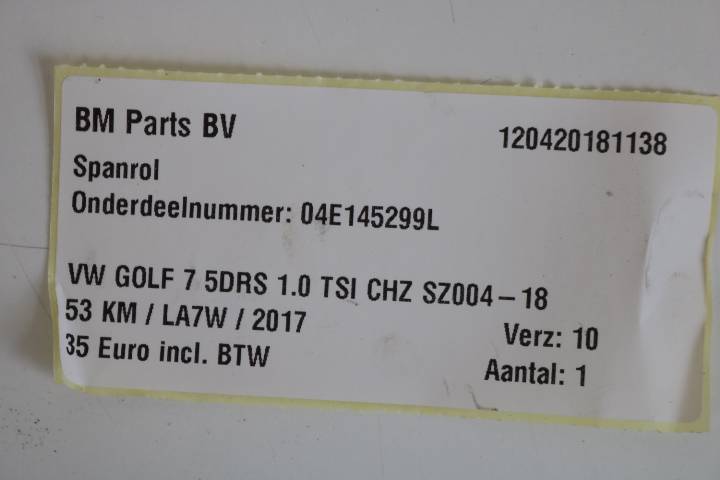 BM Parts BV 120420181138
Spanrol
Onderdeelnummer: 04E145299L
VW GOLF 7 5DRS 1.0 TSI CHZ SZ004-18
53 KM / LA7W / 2017 Verz: 10
35 Euro incl. BTW Aantal: 1